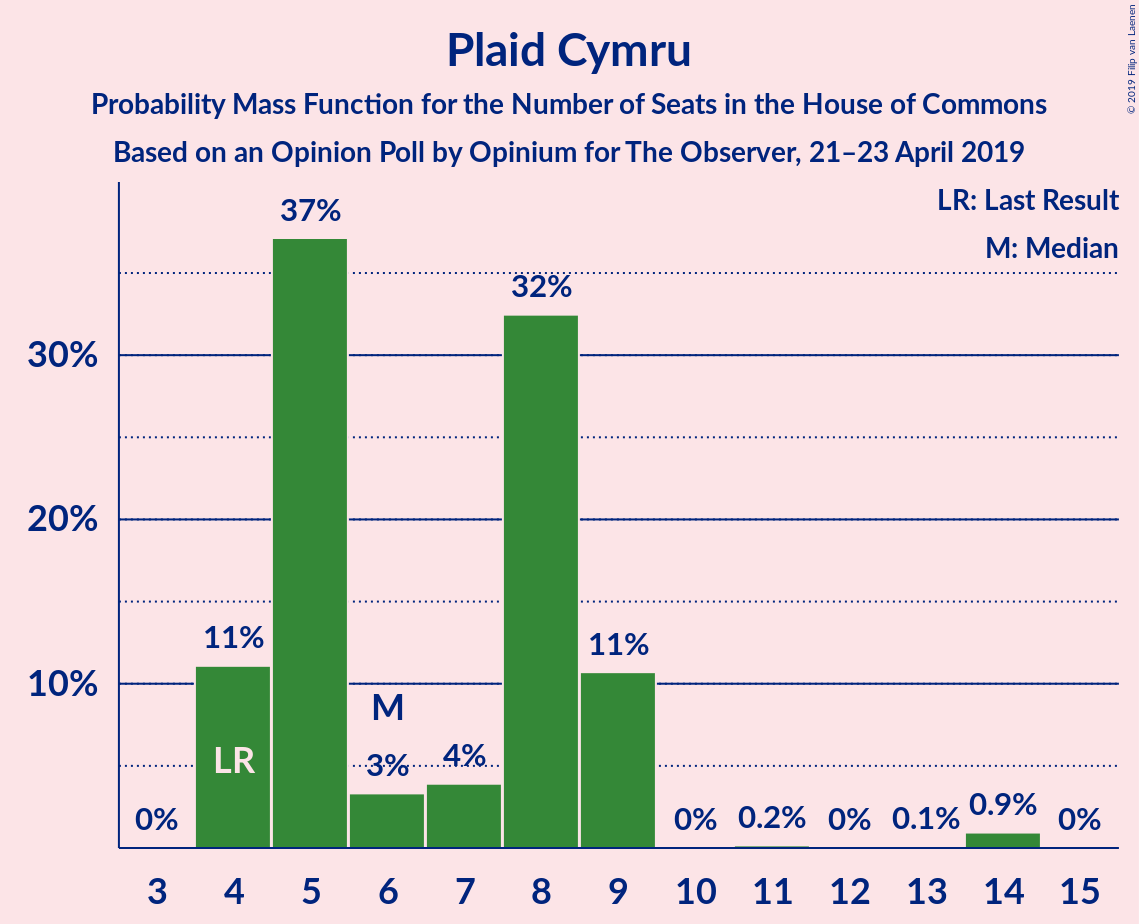 Plaid Cymru
Probability Mass Function for the Number of Seats in the House of Commons
Based on an Opinion Poll by Opinium for The Observer, 21–23 April 2019
© 2019 Filip van Laenen
LR: Last Result
M: Median
37%
32%
30%
20%
11%
11%
10%
M
LR
3%
4%
0%
0%
0.2%
0%
0.1%
0.9%
0%
3 4 5 6 7 8 9 10 11 12 13 14 15